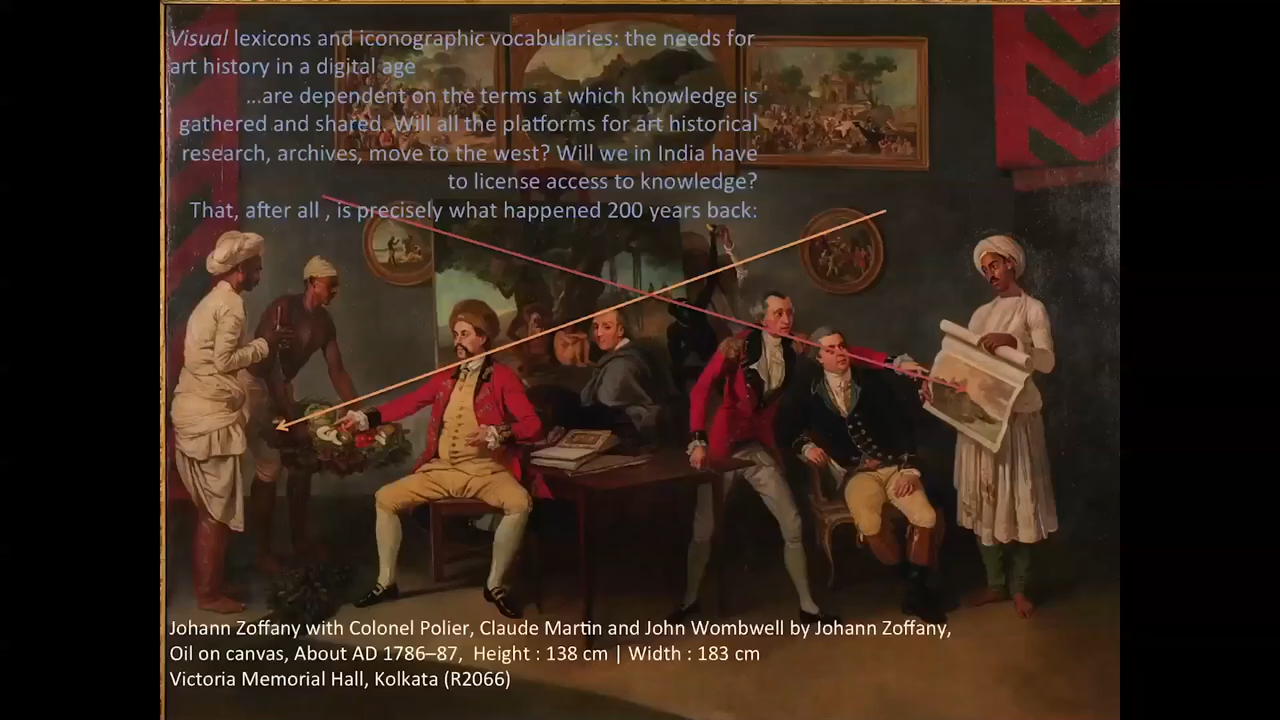 Visual lexicons and iconographic vocabularies: the needs for
art history in a digital age
...are dependent on the terms at which knowledge is
gathered and shared. Will all the platforms for art historical
research, archives, move to the west? Will we in India have
to license access to knowledge?
That, after all , is precisely what happened 200 years back:
Johann Zoffany with Colonel Polier, Claude Martin and John Wombwell by Johann Zoffany,
Oil on canvas, About AD 1786–87,  Height : 138 cm | Width : 183 cm
Victoria Memorial Hall, Kolkata (R2066)